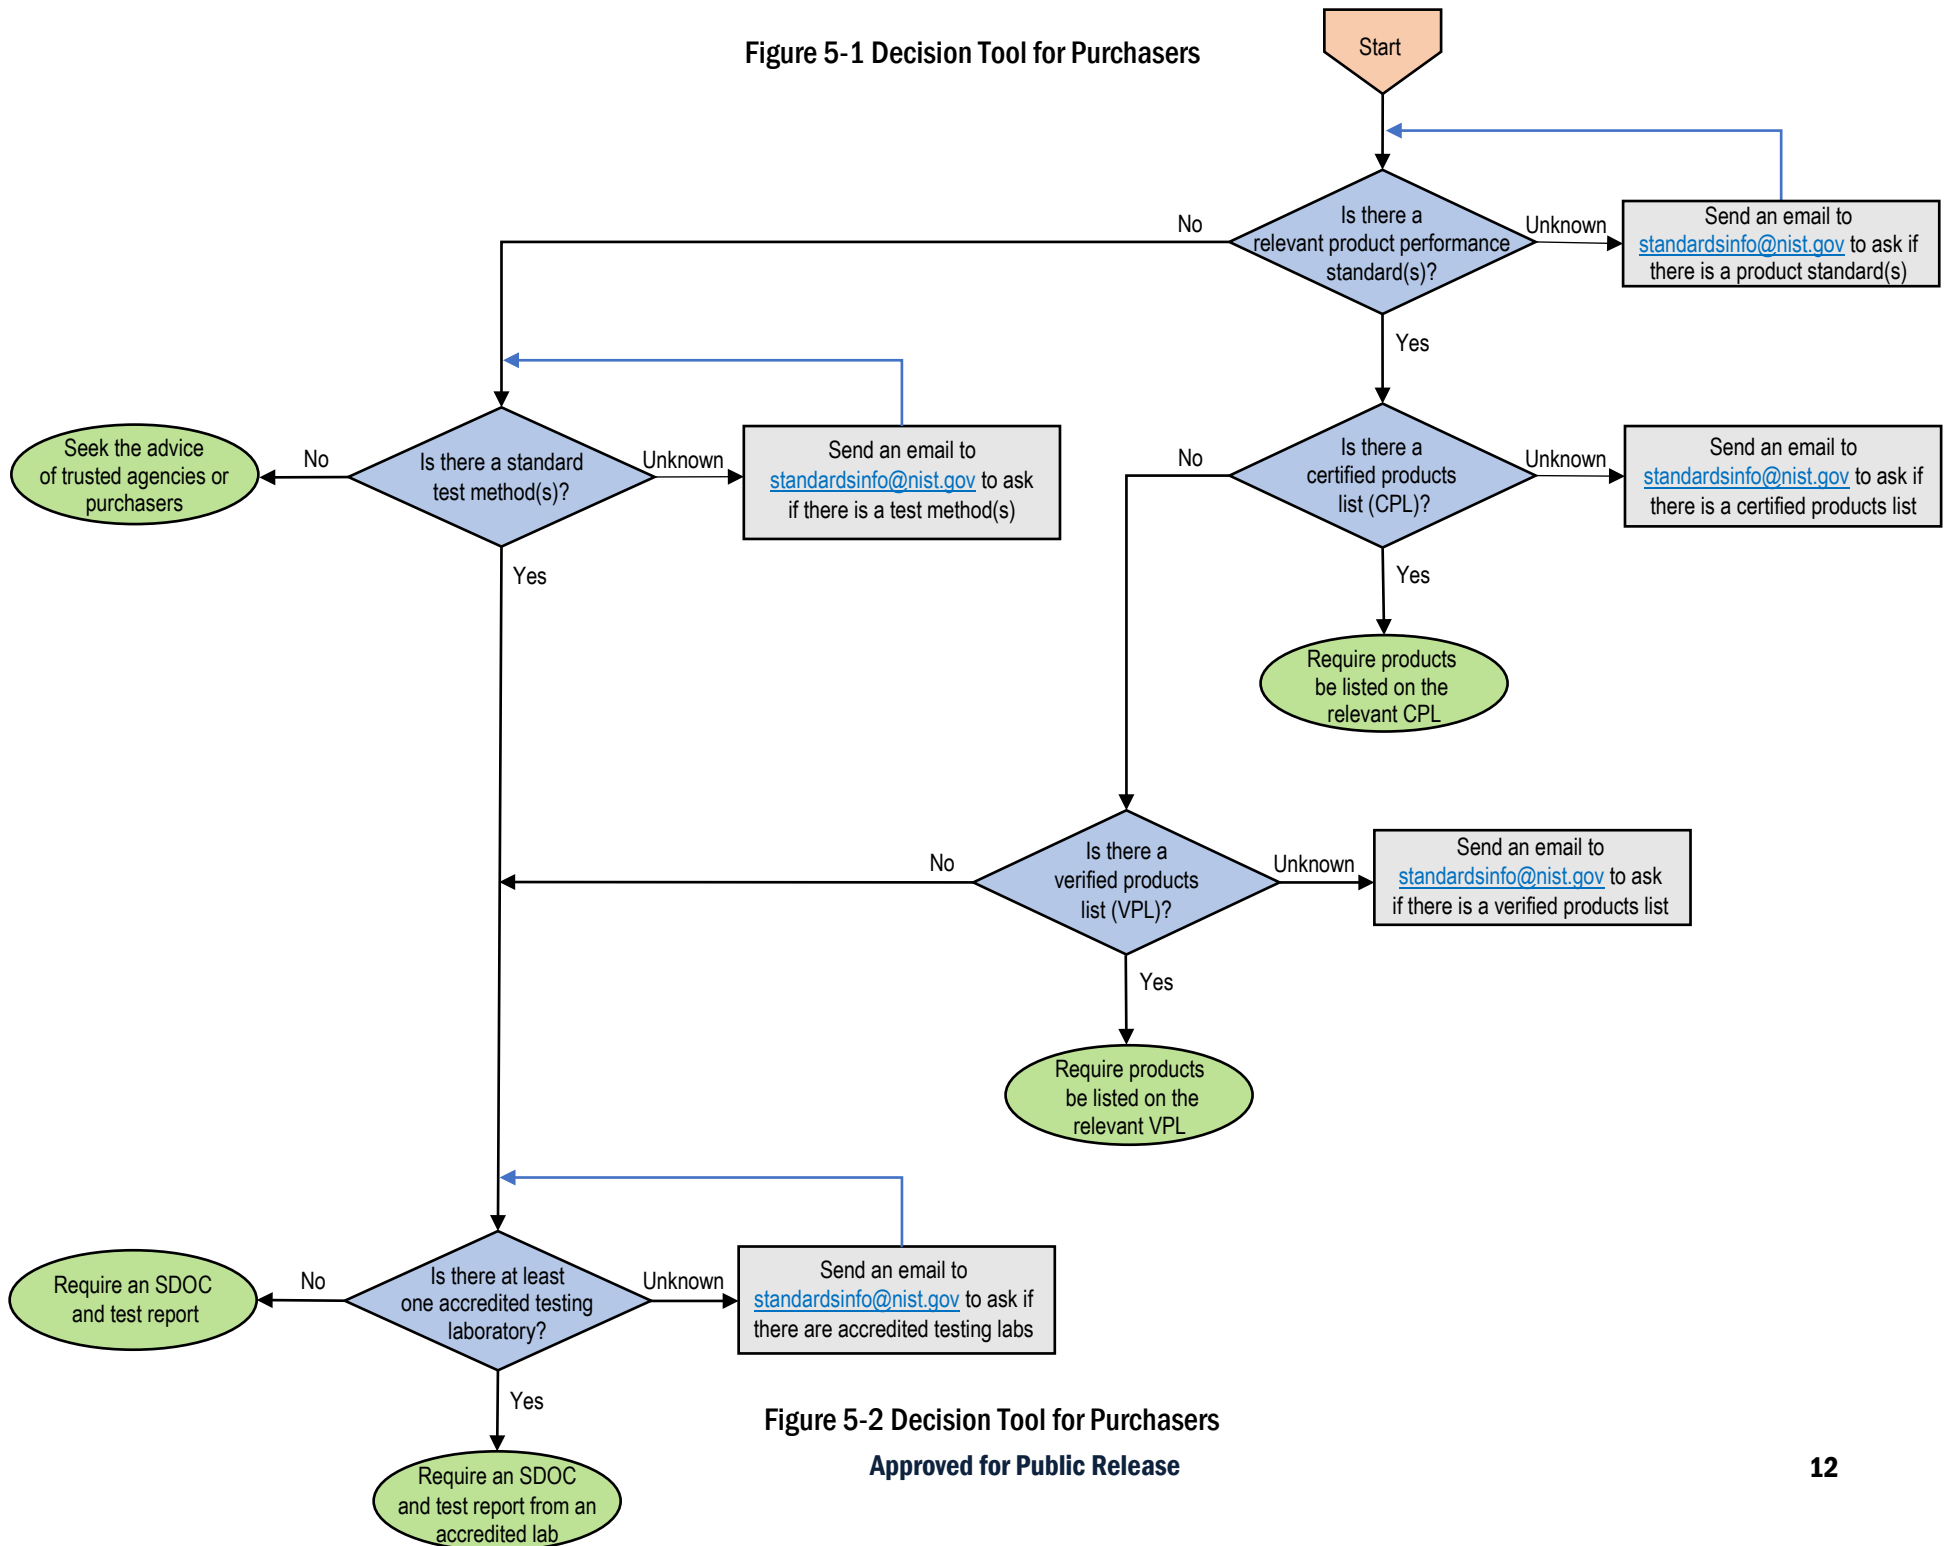 Figure 5-1 Decision Tool for Purchasers
Start
Is there a
relevant product performance
standard(s)?
No
Unknown
Send an email to
standardsinfo@nist.gov to ask if
there is a product standard(s)
Yes
Seek the advice
of trusted agencies or
purchasers
No
Is there a standard
test method(s)?
Unknown
Send an email to
standardsinfo@nist.gov to ask
if there is a test method(s)
Yes
No
Is there a
certified products
list (CPL)?
Unknown
Send an email to
standardsinfo@nist.gov to ask if
there is a certified products list
Yes
Require products
be listed on the
relevant CPL
No
Is there a
verified products
list (VPL)?
Unknown
Send an email to
standardsinfo@nist.gov to ask
if there is a verified products list
Yes
Require products
be listed on the
relevant VPL
Require an SDOC
and test report
No
Is there at least
one accredited testing
laboratory?
Unknown
Send an email to
standardsinfo@nist.gov to ask if
there are accredited testing labs
Yes
Require an SDOC
and test report from an
accredited lab
Figure 5-2 Decision Tool for Purchasers
Approved for Public Release
12